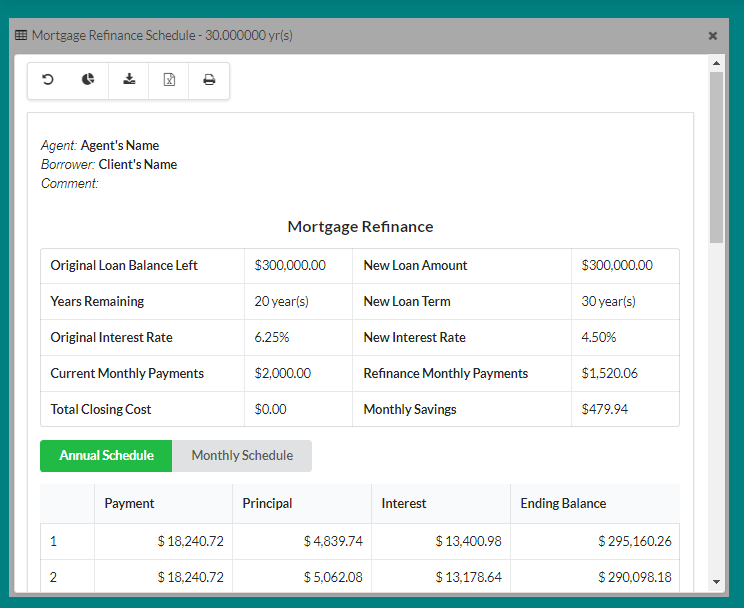 Mortgage Refinance Schedule - 30.000000 yr(s)
Agent: Agent's Name
Borrower: Client's Name
Comment:
Mortgage Refinance
Original Loan Balance Left $300,000.00 New Loan Amount $300,000.00
Years Remaining 20 year(s) New Loan Term 30 year(s)
Original Interest Rate 6.25% New Interest Rate 4.50%
Current Monthly Payments $2,000.00 Refinance Monthly Payments $1,520.06
Total Closing Cost $0.00 Monthly Savings $479.94
Annual Schedule Monthly Schedule
Payment Principal Interest Ending Balance
1 $ 18,240.72 $ 4,839.74 $ 13,400.98 $ 295,160.26
2 $ 18,240.72 $ 5,062.08 $ 13,178.64 $ 290,098.18